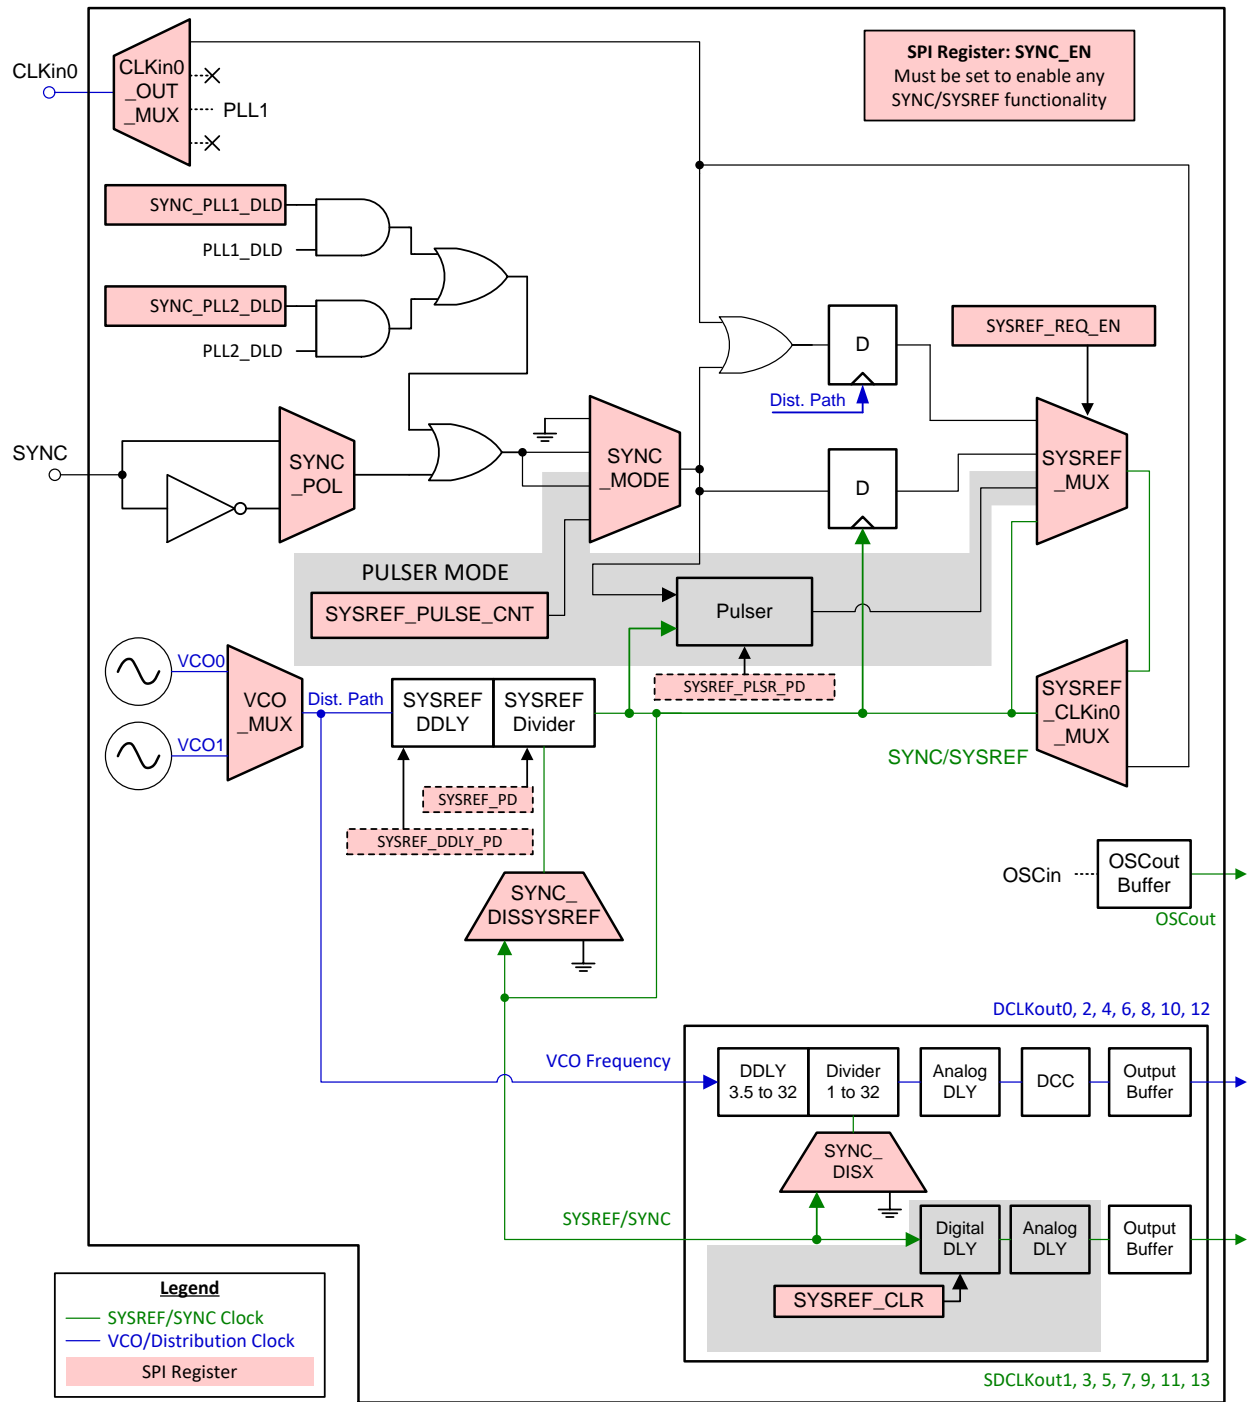 CLKin0
CLKin0
_OUT
_MUX
PLL1
SPI Register: SYNC_EN
Must be set to enable any
SYNC/SYSREF functionality
SYNC_PLL1_DLD
PLL1_DLD
SYNC_PLL2_DLD
PLL2_DLD
SYSREF_REQ_EN
D
Dist. Path
SYNC
SYNC
_POL
SYNC
_MODE
D
SYSREF
_MUX
PULSER MODE
SYSREF_PULSE_CNT
Pulser
SYSREF_PLSR_PD
VCO0
VCO1
VCO
_MUX
Dist. Path
SYSREF
DDLY
SYSREF
Divider
SYSREF
_CLKin0
_MUX
SYNC/SYSREF
SYSREF_PD
SYSREF_DDLY_PD
SYNC_
DISSYSREF
OSCin
OSCout
Buffer
OSCout
DCLKout0, 2, 4, 6, 8, 10, 12
VCO Frequency
DDLY
3.5 to 32
Divider
1 to 32
Analog
DLY
DCC
Output
Buffer
SYNC_
DISX
SYSREF/SYNC
Digital
DLY
Analog
DLY
Output
Buffer
SYSREF_CLR
SDCLKout1, 3, 5, 7, 9, 11, 13
Legend
SYSREF/SYNC Clock
VCO/Distribution Clock
SPI Register